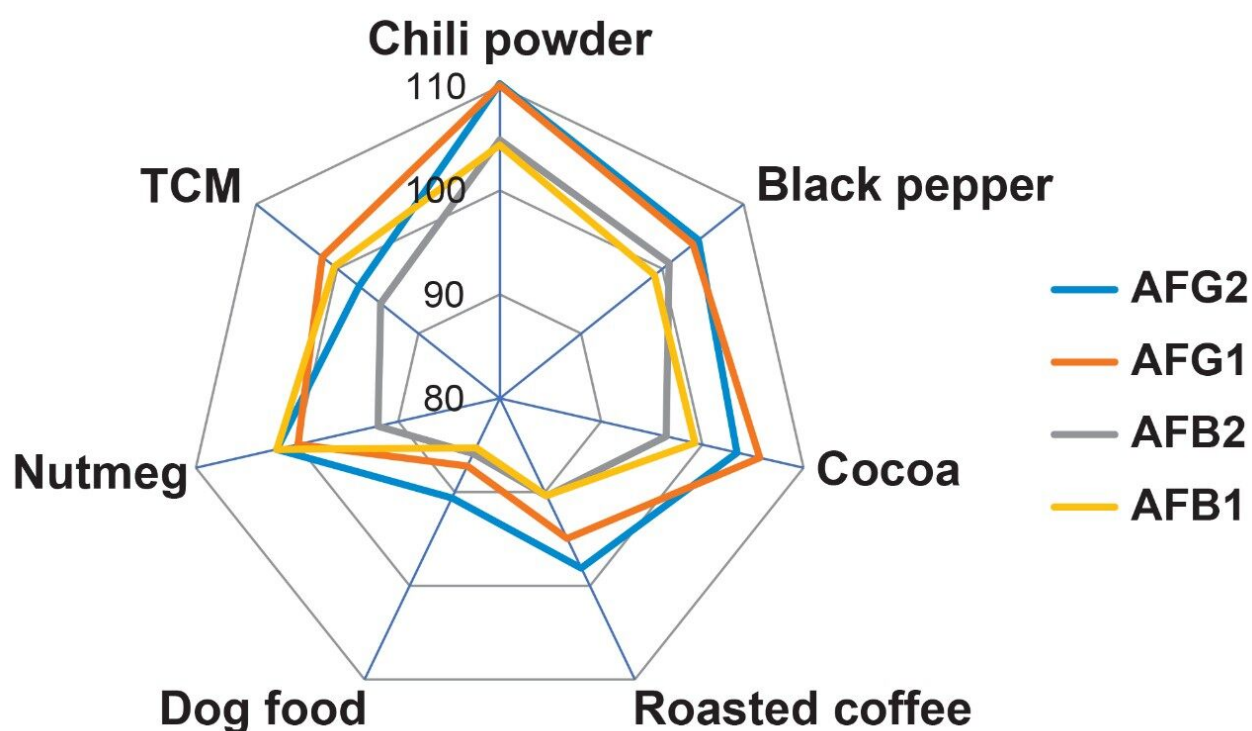 Chili powder
110
TCM
Black pepper
100
90
80
Nutmeg
Cocoa
Dog food
Roasted coffee
AFG2
AFG1
AFB2
AFB1